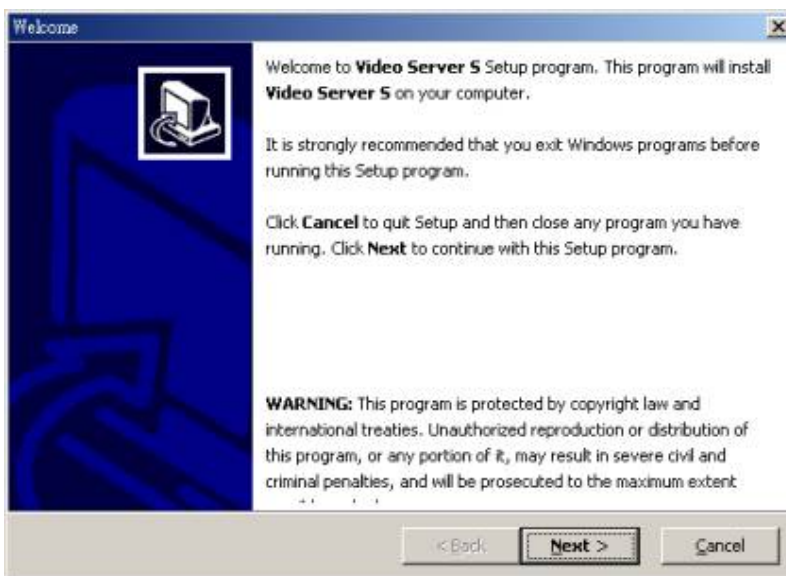 Welcome
Welcome to Video Server S Setup program. This program will install
Video Server S on your computer.
It is strongly recommended that you exit Windows programs before
running this Setup program.
Click Cancel to quit Setup and then close any program you have
running. Click Next to continue with this Setup program.
WARNING: This program is protected by copyright law and
international treaties. Unauthorized reproduction or distribution of
this program, or any portion of it, may result in severe civil and
criminal penalties, and will be prosecuted to the maximum extent
< Back Next > Cancel